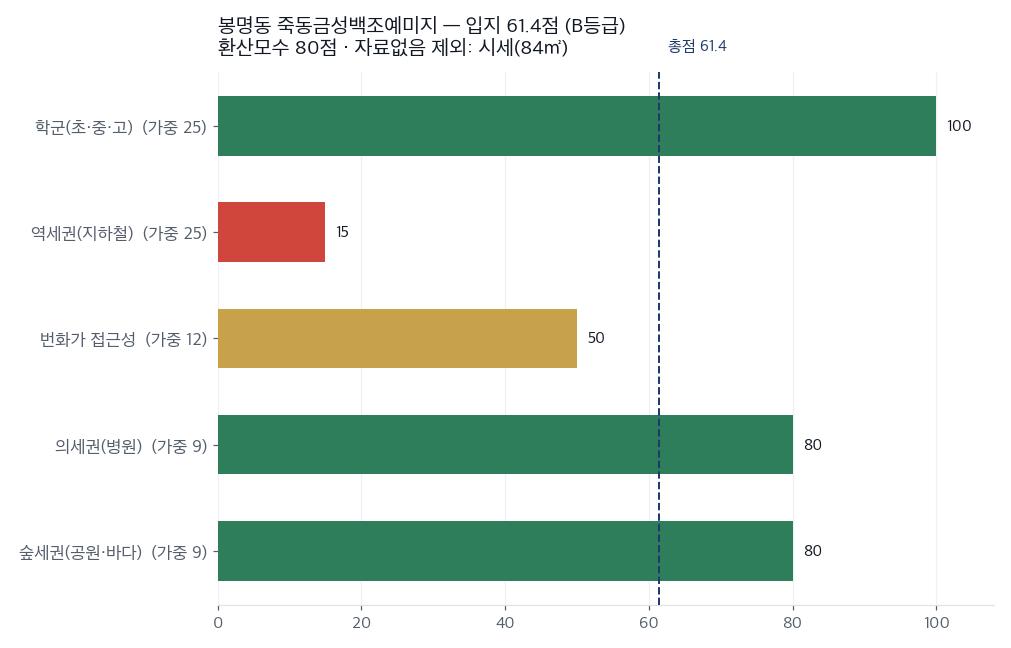 봉명동 죽동금성백조예미지 — 입지 61.4점 (B등급)
환산모수 80점 · 자료없음 제외: 시세(84㎡)
총점 61.4
학군(초·중·고) (가중 25)
100
역세권(지하철) (가중 25)
15
번화가 접근성 (가중 12)
50
의세권(병원) (가중 9)
80
숲세권(공원·바다) (가중 9)
80
0 20 40 60 80 100